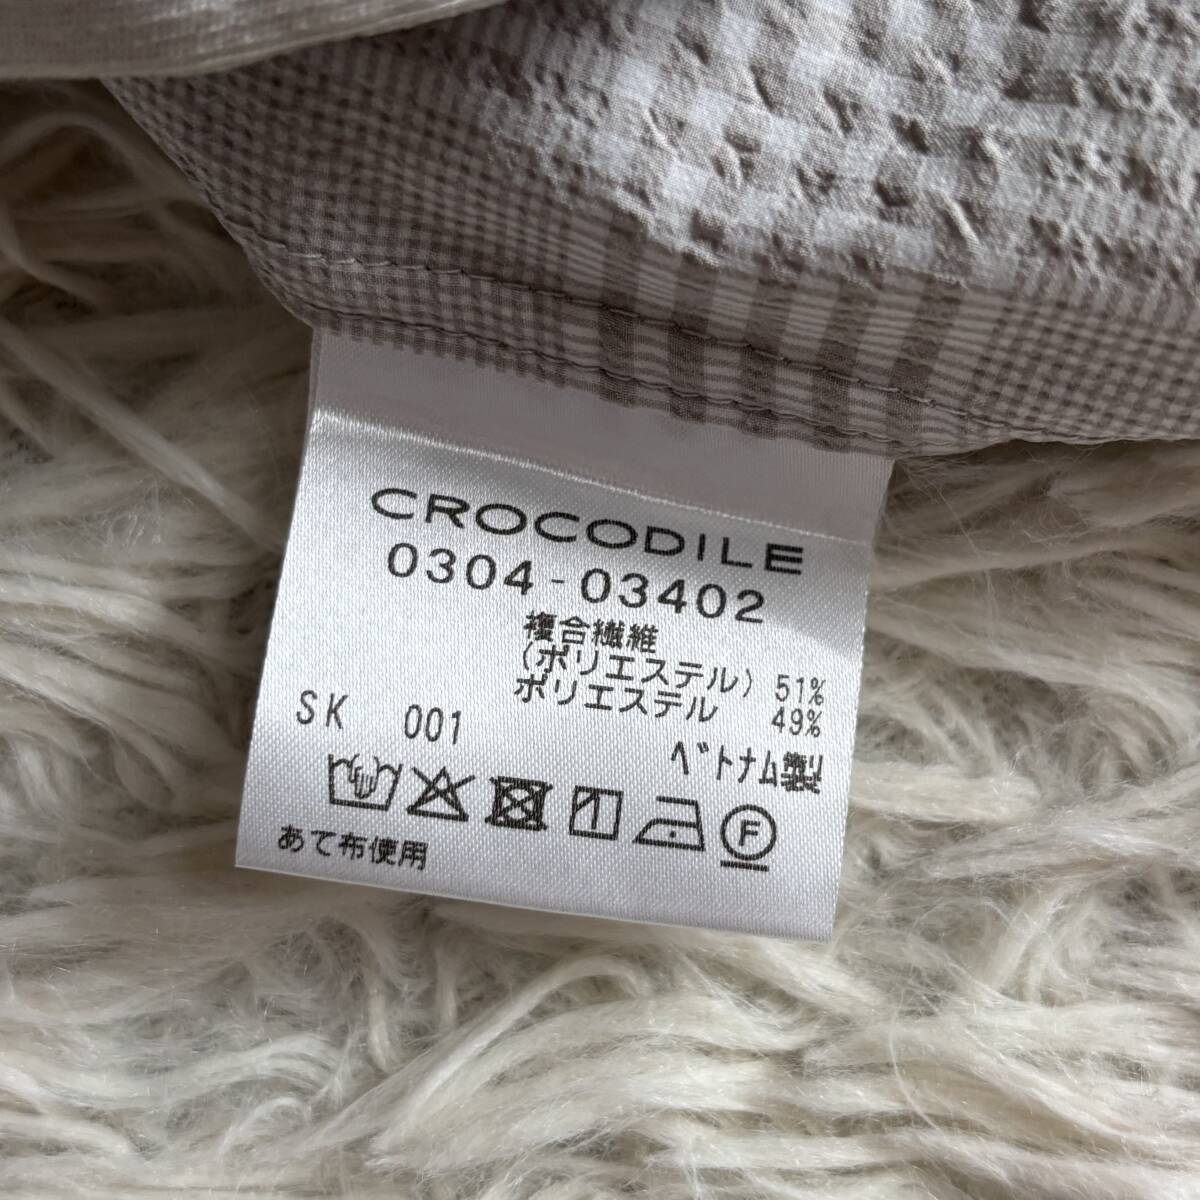 CROCODILE
0304-03402
複合繊維
(ポリエステル) 51%
ポリエステル 49%
SK 001
ベトナム製
F
あて布使用